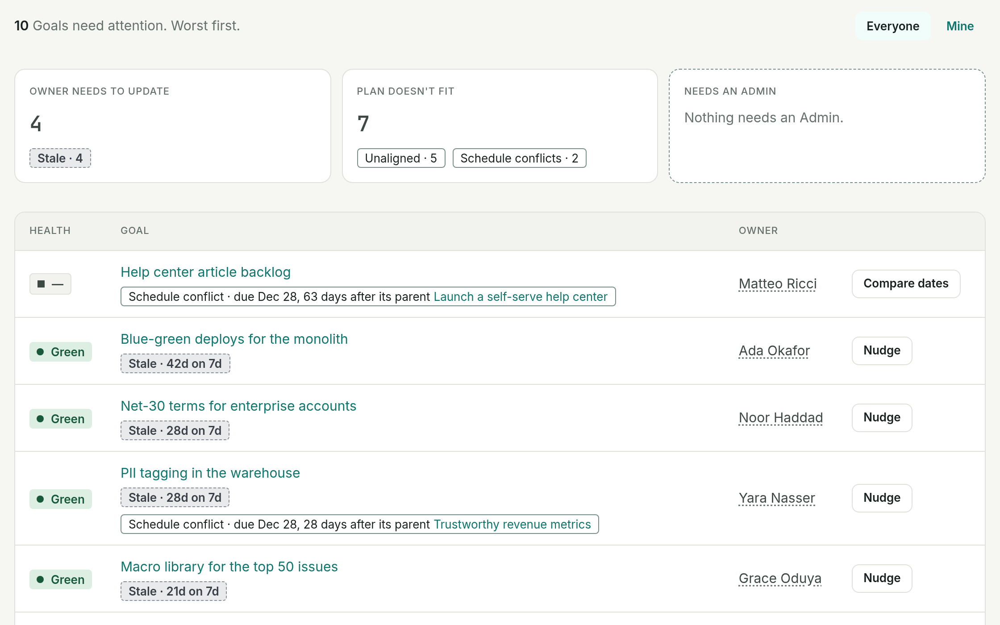 10 Goals need attention. Worst first.
Everyone
Mine
OWNER NEEDS TO UPDATE
4
Stale · 4
PLAN DOESN'T FIT
7
Unaligned · 5
Schedule conflicts · 2
NEEDS AN ADMIN
Nothing needs an Admin.
HEALTH
GOAL
OWNER
—
Help center article backlog
Schedule conflict · due Dec 28, 63 days after its parent Launch a self-serve help center
Matteo Ricci
Compare dates
Green
Blue-green deploys for the monolith
Stale · 42d on 7d
Ada Okafor
Nudge
Green
Net-30 terms for enterprise accounts
Stale · 28d on 7d
Noor Haddad
Nudge
Green
PII tagging in the warehouse
Stale · 28d on 7d
Schedule conflict · due Dec 28, 28 days after its parent Trustworthy revenue metrics
Yara Nasser
Nudge
Green
Macro library for the top 50 issues
Stale · 21d on 7d
Grace Oduya
Nudge